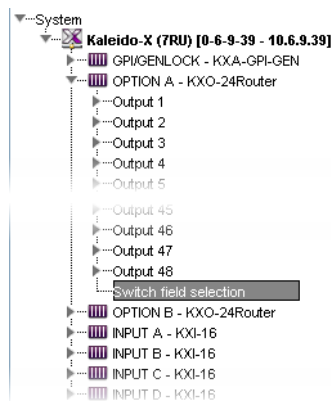 System
Kaleido-X (7RU) [0-6-9-39 - 10.6.9.39]
GPI/GENLOCK - KXA-GPI-GEN
OPTION A - KXO-24Router
Output 1
Output 2
Output 3
Output 4
Output 5
Output 45
Output 46
Output 47
Output 48
Switch field selection
OPTION B - KXO-24Router
INPUT A - KXI-16
INPUT B - KXI-16
INPUT C - KXI-16
INPUT D - KXI-16